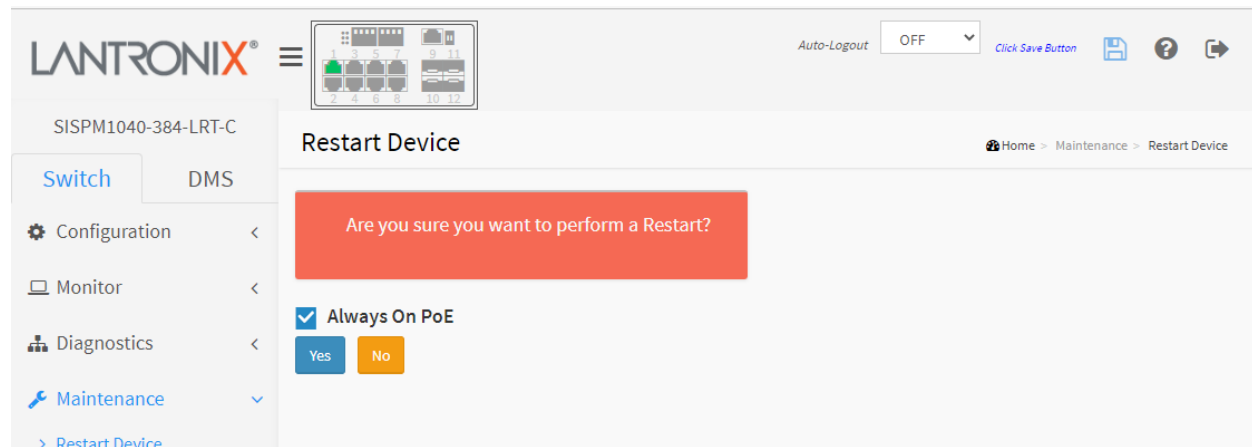 LANTRONIX®
1 3 5 7 9 11
2 4 6 8 10 12
Auto-Logout OFF Click Save Button
SISPM1040-384-LRT-C
Switch DMS
Configuration
Monitor
Diagnostics
Maintenance
Restart Device
Restart Device
Home > Maintenance > Restart Device
Are you sure you want to perform a Restart?
Always On PoE
Yes No